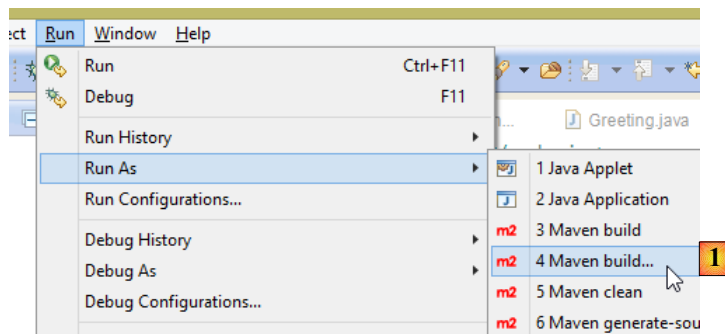 Run Window Help
Run Ctrl+F11
Debug F11
Greeting.java
Run History
Run As
1 Java Applet
Run Configurations...
2 Java Application
m2 3 Maven build
Debug History
m2 4 Maven build... 1
Debug As
m2 5 Maven clean
Debug Configurations...
m2 6 Maven generate-sou